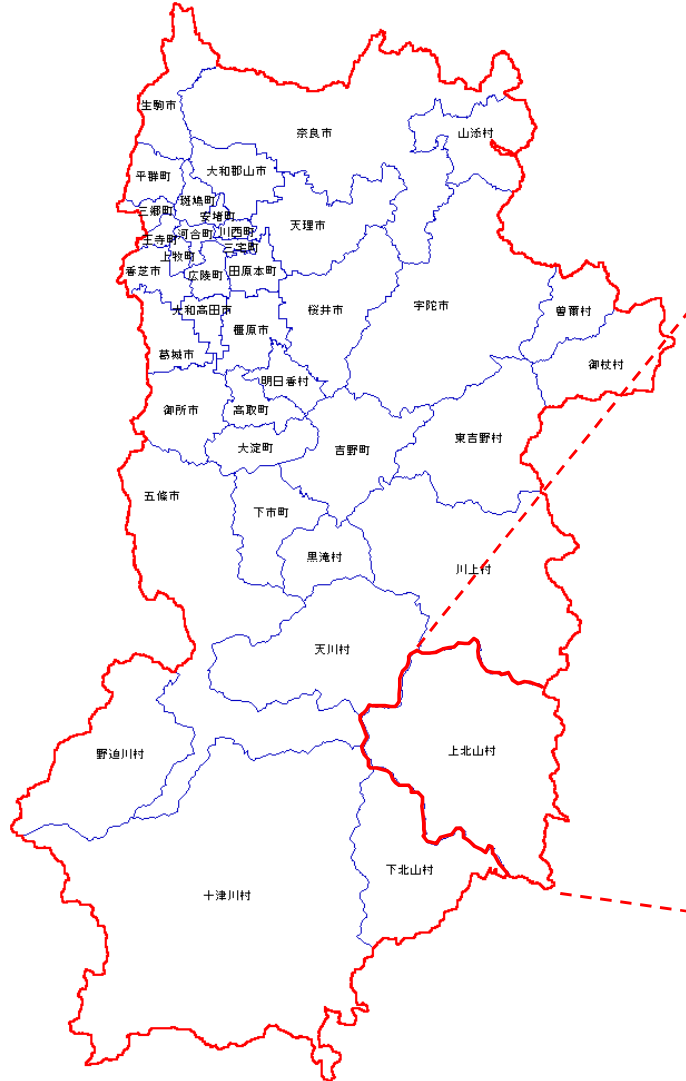 生駒市
奈良市
山添村
平群町
大和郡山市
斑鳩町
三郷町
安堵町
天理市
王寺町
河合町
川西町
三宅町
上牧町
香芝市
広陵町
田原本町
宇陀市
曽爾村
大和高田市
桜井市
橿原市
葛城市
御杖村
明日香村
御所市
高取町
大淀町
吉野町
東吉野村
五條市
下市町
黒滝村
川上村
天川村
野迫川村
上北山村
下北山村
十津川村